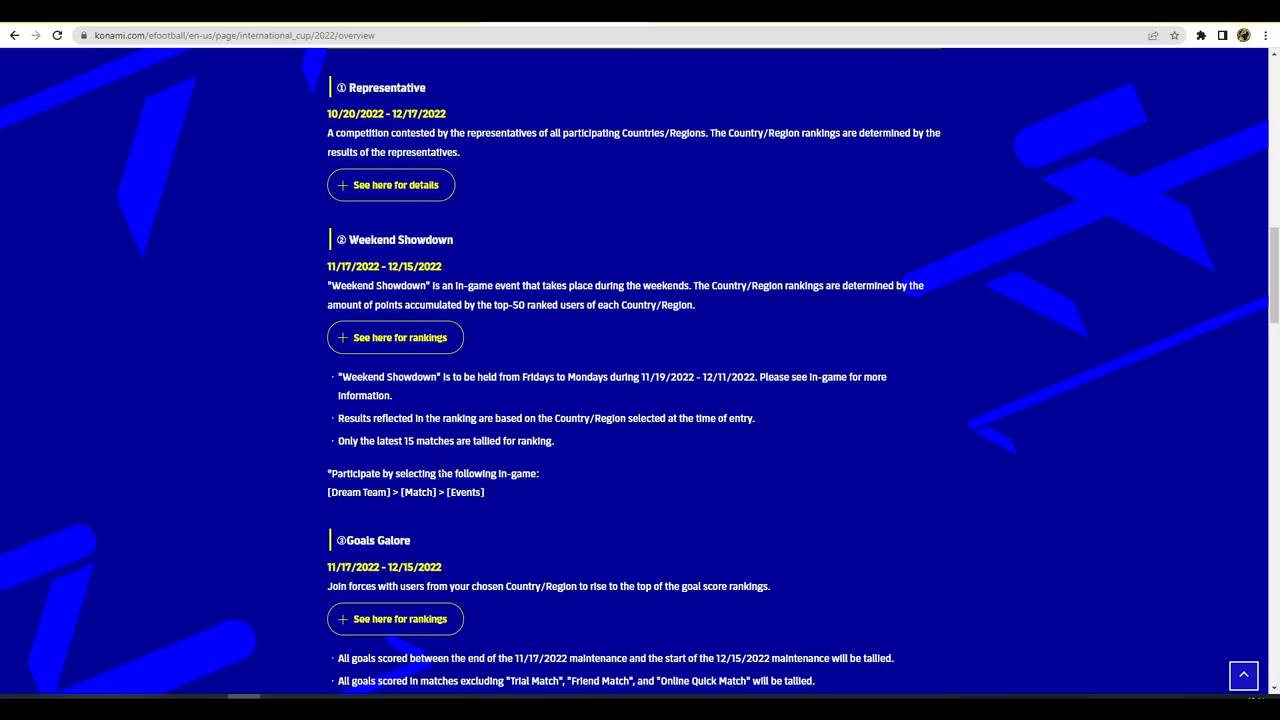 konami.com/efootball/en-us/page/international_cup/2022/overview
① Representative
10/20/2022 - 12/17/2022
A competition contested by the representatives of all participating Countries/Regions. The Country/Region rankings are determined by the
results of the representatives.
+ See here for details
② Weekend Showdown
11/17/2022 - 12/15/2022
"Weekend Showdown" is an in-game event that takes place during the weekends. The Country/Region rankings are determined by the
amount of points accumulated by the top-50 ranked users of each Country/Region.
+ See here for rankings
· "Weekend Showdown" is to be held from Fridays to Mondays during 11/19/2022 - 12/11/2022. Please see in-game for more
information.
· Results reflected in the ranking are based on the Country/Region selected at the time of entry.
· Only the latest 15 matches are tallied for ranking.
*Participate by selecting the following in-game:
[Dream Team] > [Match] > [Events]
③Goals Galore
11/17/2022 - 12/15/2022
Join forces with users from your chosen Country/Region to rise to the top of the goal score rankings.
+ See here for rankings
· All goals scored between the end of the 11/17/2022 maintenance and the start of the 12/15/2022 maintenance will be tallied.
· All goals scored in matches excluding "Trial Match", "Friend Match", and "Online Quick Match" will be tallied.